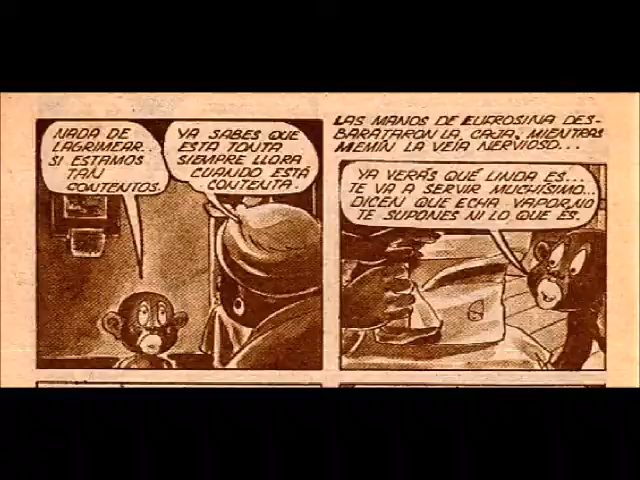 NADA DE
LAGRIMEAR..
SI ESTAMOS
TAN
CONTENTOS.
YA SABES QUE
ESTA TONTA
SIEMPRE LLORA
CUANDO ESTÁ
CONTENTA.
LAS MANOS DE EUFROSINA DES-
BARATARON LA CAJA, MIENTRAS
MEMÍN LA VEÍA NERVIOSO...
YA VERÁS QUÉ LINDA ES...
TE VA A SERVIR MUCHÍSIMO...
DICEN QUE ECHA VAPOR, NO
TE SUPONES NI LO QUE ES.